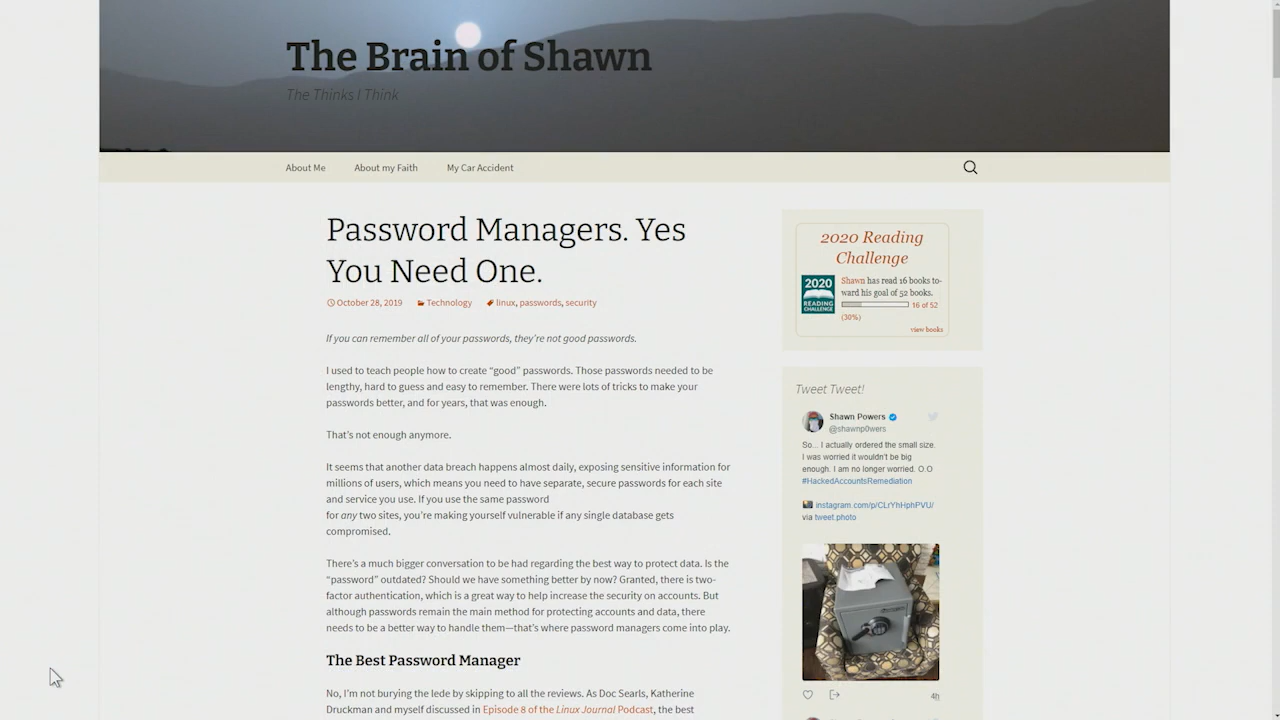 The Brain of Shawn
The Thinks I Think
About Me
About my Faith
My Car Accident
Password Managers. Yes
You Need One.
October 28, 2019
Technology
linux, passwords, security
If you can remember all of your passwords, they're not good passwords.
I used to teach people how to create “good” passwords. Those passwords needed to be
lengthy, hard to guess and easy to remember. There were lots of tricks to make your
passwords better, and for years, that was enough.
That's not enough anymore.
It seems that another data breach happens almost daily, exposing sensitive information for
millions of users, which means you need to have separate, secure passwords for each site
and service you use. If you use the same password
for any two sites, you're making yourself vulnerable if any single database gets
compromised.
There's a much bigger conversation to be had regarding the best way to protect data. Is the
“password” outdated? Should we have something better by now? Granted, there is two-
factor authentication, which is a great way to help increase the security on accounts. But
although passwords remain the main method for protecting accounts and data, there
needs to be a better way to handle them—that's where password managers come into play.
The Best Password Manager
No, I'm not burying the lede by skipping to all the reviews. As Doc Searls, Katherine
Druckman and myself discussed in Episode 8 of the Linux Journal Podcast, the best
2020 Reading
Challenge
2020
READING
CHALLENGE
Shawn has read 16 books to-
ward his goal of 52 books.
16 of 52
(30%)
view books
Tweet Tweet!
Shawn Powers
@shawnp0wers
So... I actually ordered the small size.
I was worried it wouldn't be big
enough. I am no longer worried. O.O
#HackedAccountsRemediation
instagram.com/p/CLrYhHphPVU/
via tweet.photo
4h